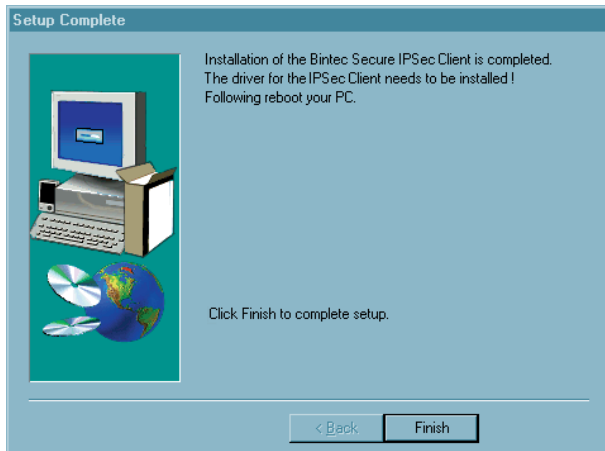 Setup Complete
Installation of the Bintec Secure IPSec Client is completed.
The driver for the IPSec Client needs to be installed !
Following reboot your PC.
Click Finish to complete setup.
< Back
Finish